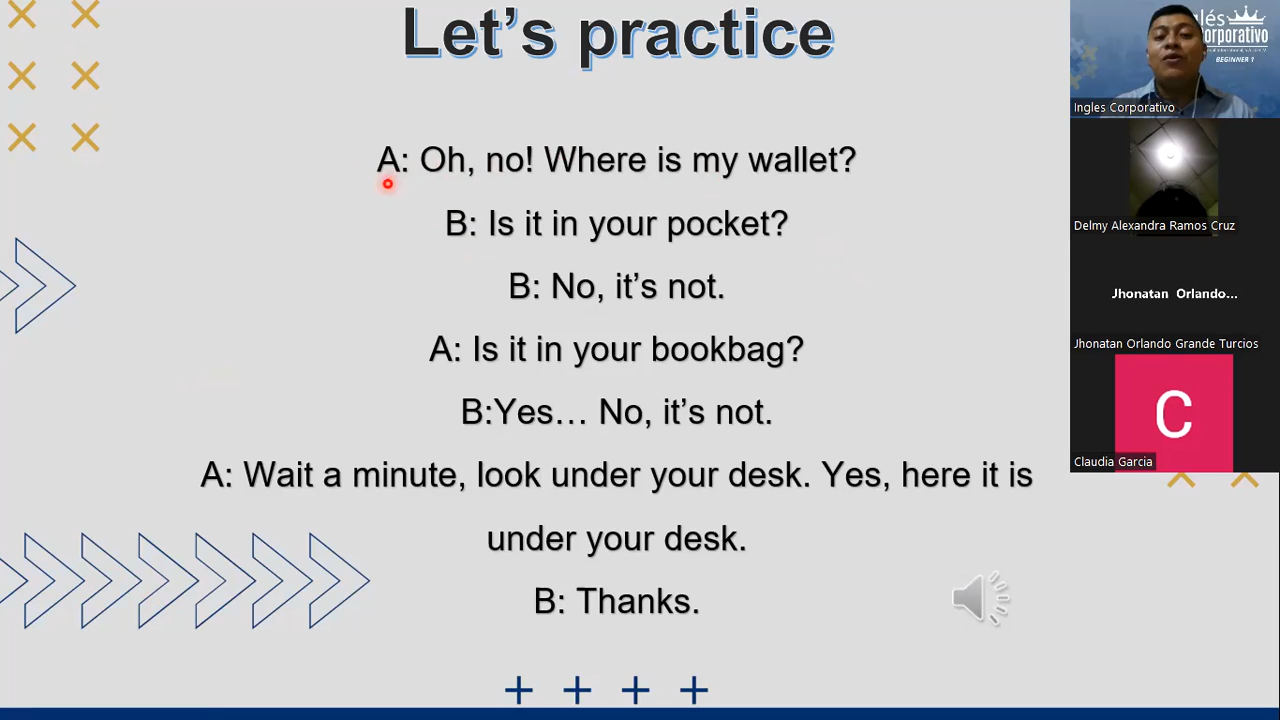 Let's practice
A: Oh, no! Where is my wallet?
B: Is it in your pocket?
B: No, it's not.
A: Is it in your bookbag?
B:Yes… No, it's not.
A: Wait a minute, look under your desk. Yes, here it is
under your desk.
B: Thanks.
BEGINNER 1
Ingles Corporativo
Delmy Alexandra Ramos Cruz
Jhonatan Orlando...
Jhonatan Orlando Grande Turcios
C
Claudia Garcia